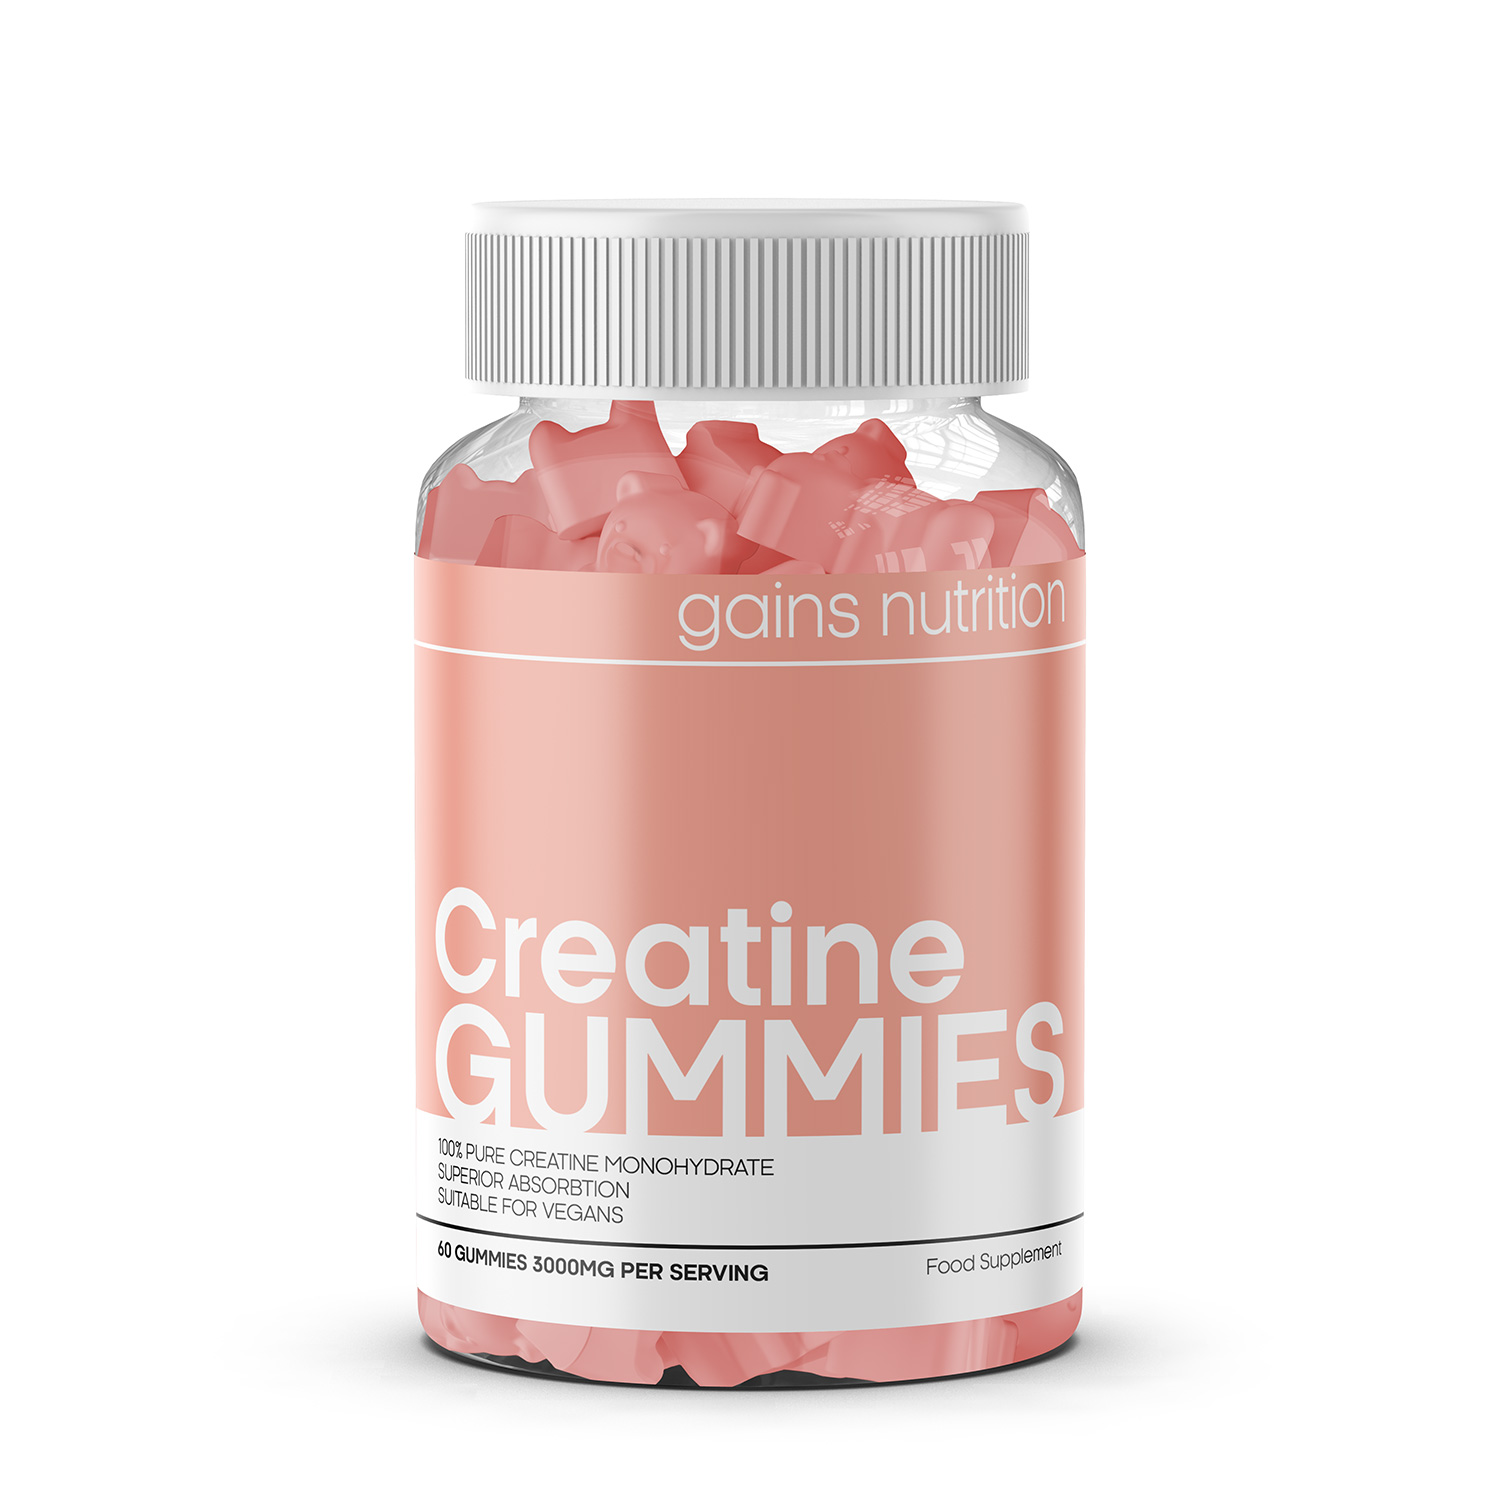 gains nutrition
Creatine
GUMMIES
100% PURE CREATINE MONOHYDRATE
SUPERIOR ABSORBTION
SUITABLE FOR VEGANS
60 GUMMIES 3000MG PER SERVING
Food Supplement